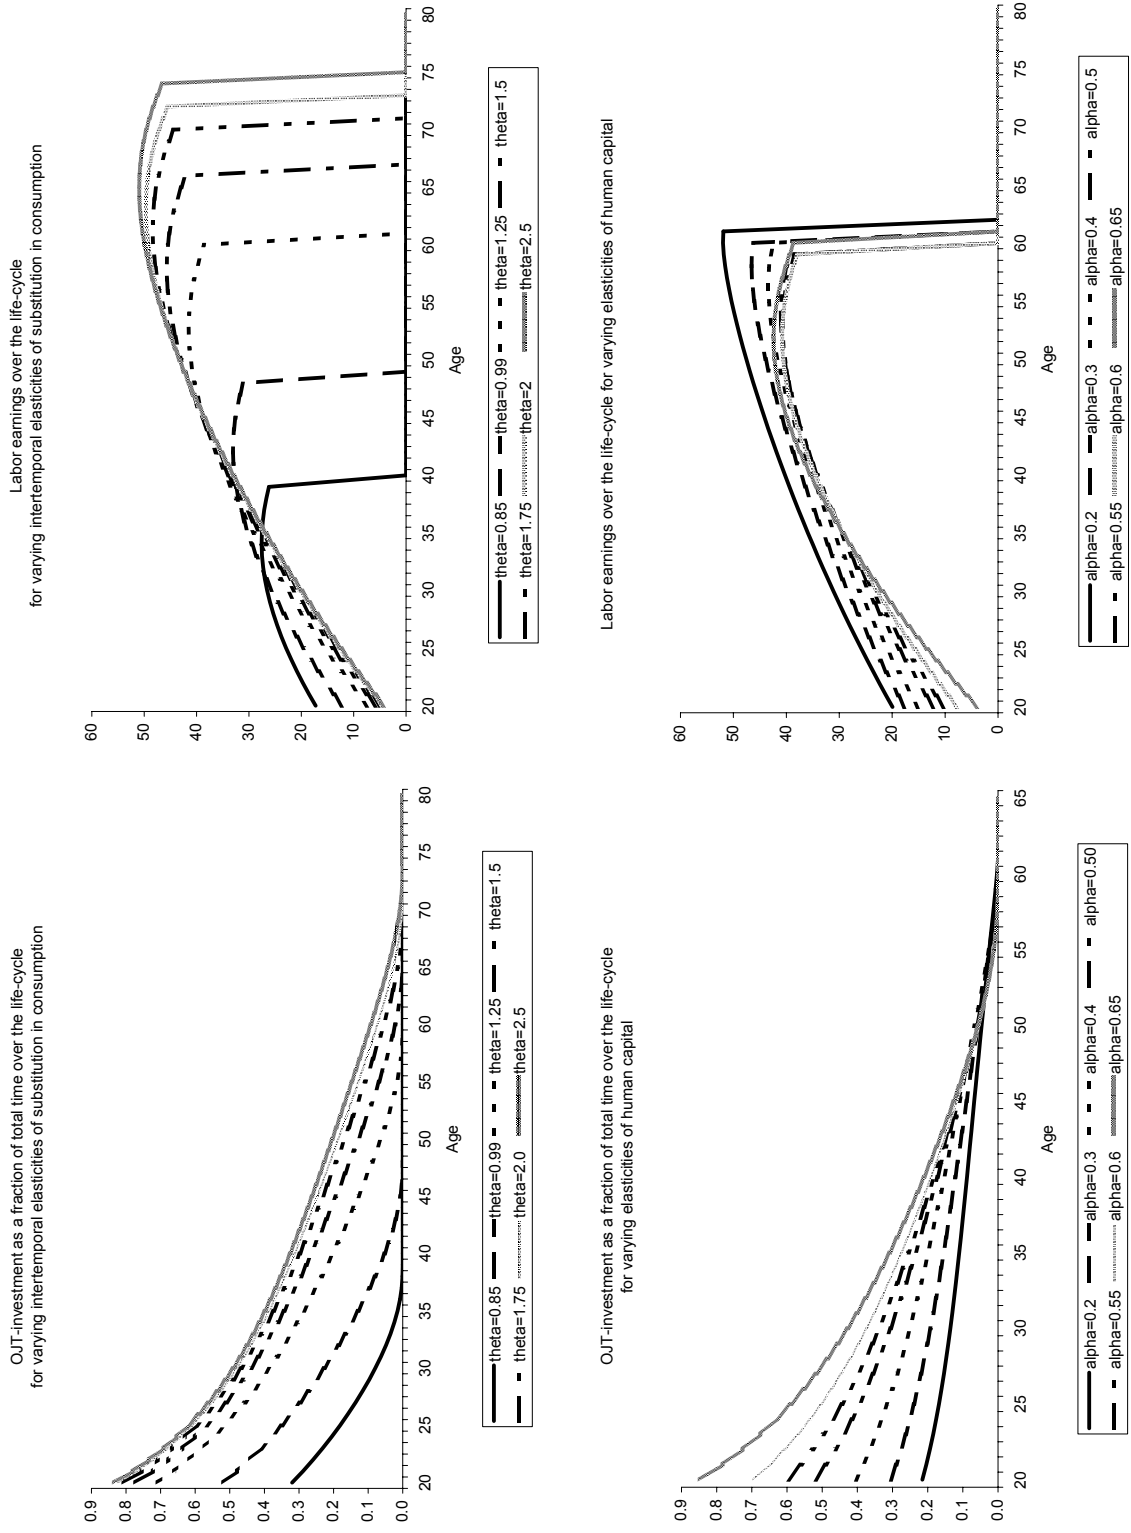 OJT-investment as a fraction of total time over the life-cycle
for varying intertemporal elasticities of substitution in consumption
0.9
0.8
0.7
0.6
0.5
0.4
0.3
0.2
0.1
0.0
20 25 30 35 40 45 50 55 60 65 70 75 80
Age
theta=0.85 theta=0.99 theta=1.25 theta=1.5
theta=1.75 theta=2.0 theta=2.5
Labor earnings over the life-cycle
for varying intertemporal elasticities of substitution in consumption
60
50
40
30
20
10
0
20 25 30 35 40 45 50 55 60 65 70 75 80
Age
theta=0.85 theta=0.99 theta=1.25 theta=1.5
theta=1.75 theta=2 theta=2.5
OJT-investment as a fraction of total time over the life-cycle
for varying elasticities of human capital
0.9
0.8
0.7
0.6
0.5
0.4
0.3
0.2
0.1
0.0
20 25 30 35 40 45 50 55 60 65
Age
alpha=0.2 alpha=0.3 alpha=0.4 alpha=0.50
alpha=0.55 alpha=0.6 alpha=0.65
Labor earnings over the life-cycle for varying elasticities of human capital
60
50
40
30
20
10
0
20 25 30 35 40 45 50 55 60 65 70 75 80
Age
alpha=0.2 alpha=0.3 alpha=0.4 alpha=0.5
alpha=0.55 alpha=0.6 alpha=0.65